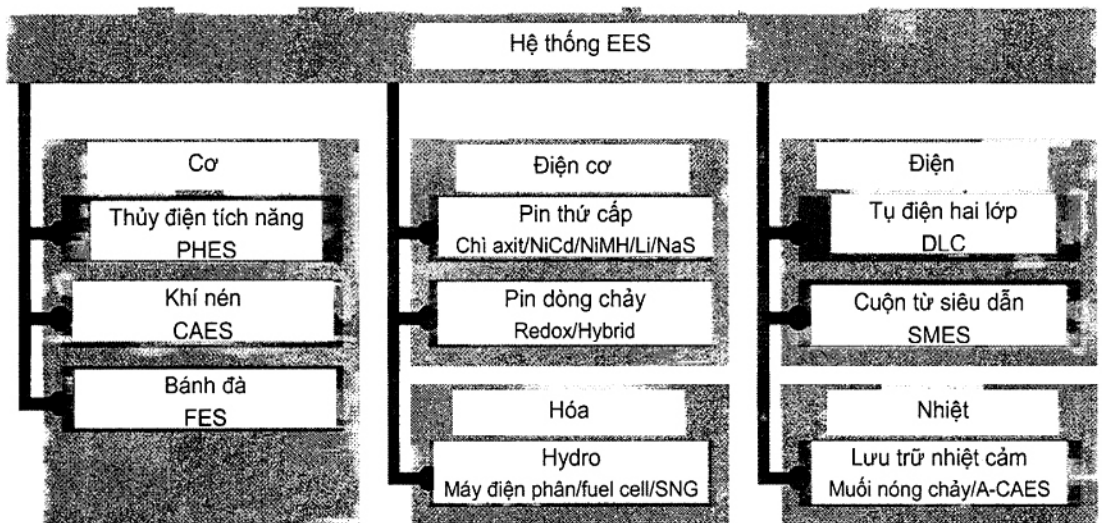 Hệ thống EES
Cơ
Thủy điện tích năng
PHES
Khí nén
CAES
Bánh đà
FES
Điện cơ
Pin thứ cấp
Chì axit/NiCd/NiMH/Li/NaS
Pin dòng chảy
Redox/Hybrid
Hóa
Hydro
Máy điện phân/fuel cell/SNG
Điện
Tụ điện hai lớp
DLC
Cuộn từ siêu dẫn
SMES
Nhiệt
Lưu trữ nhiệt cảm
Muối nóng chảy/A-CAES